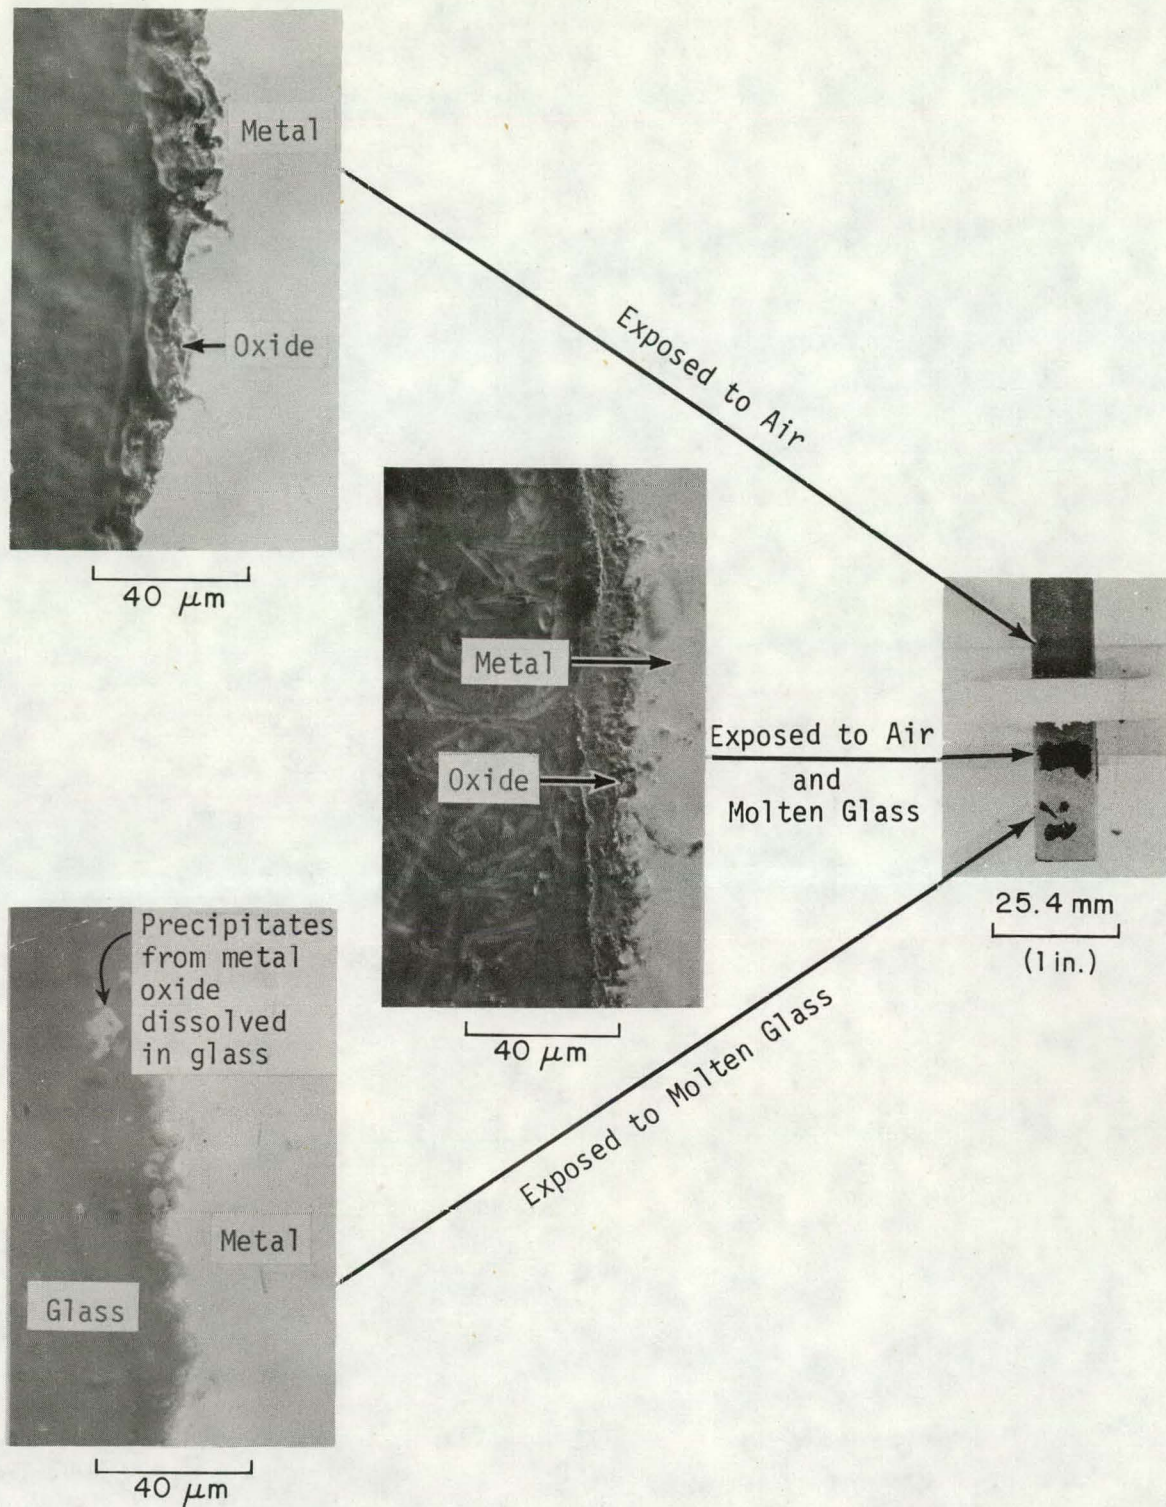 Metal
Oxide
40 μm
Exposed to Air
Metal
Oxide
40 μm
Exposed to Air
and
Molten Glass
25.4 mm
(1 in.)
Precipitates
from metal
oxide
dissolved
in glass
Metal
Glass
40 μm
Exposed to Molten Glass